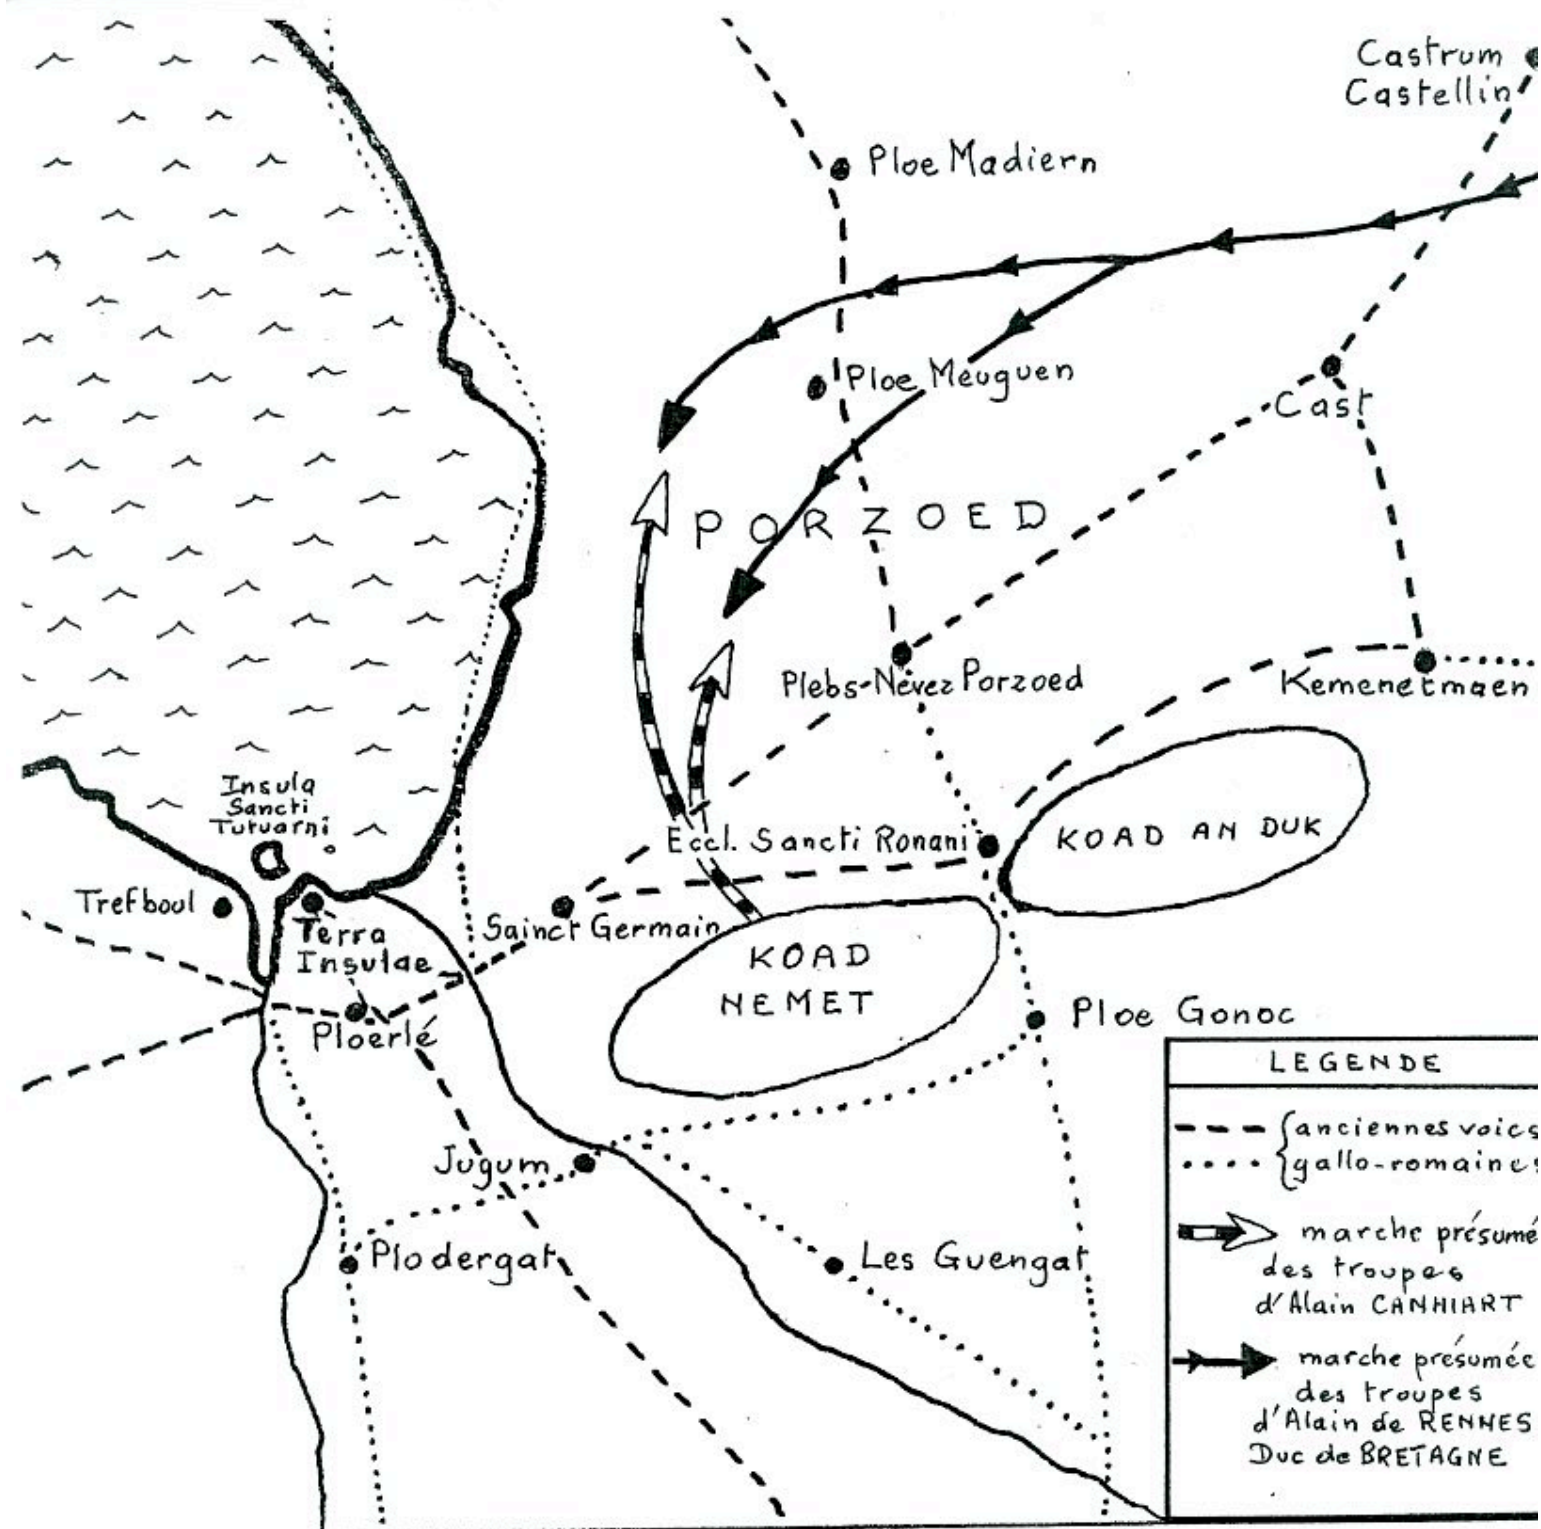 Castrum
Castellin
Ploe Madiern
Ploe Meuguen
Cast
PORZOED
Plebs-Nevez Porzoed
Kemenetmaen
Insula
Sancti
Tutuarni
Eccl. Sancti Ronani
KOAD AN DUK
Trefboul
Terra
Insulae
Sainct Germain
KOAD
NEMET
Ploerlé
Ploe Gonoc
Jugum
Plodergat
Les Guengat
LEGENDE
anciennes voies
gallo-romaines
marche présumé
des troupes
d'Alain CANHIART
marche présumée
des troupes
d'Alain de RENNES
Duc de BRETAGNE